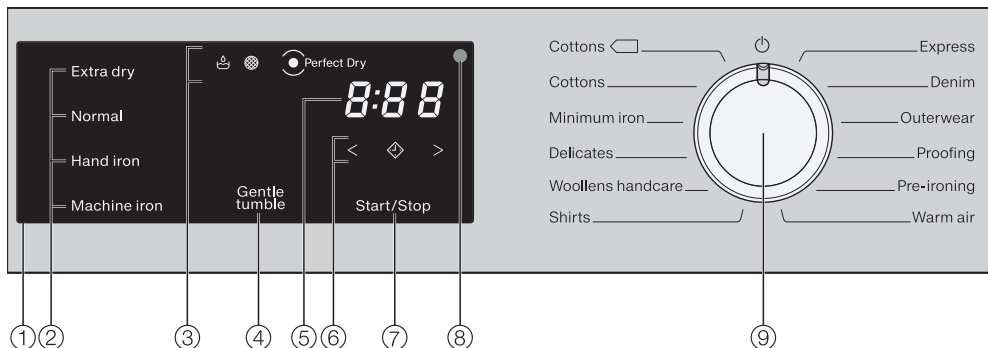 Extra dry
Normal
Hand iron
Machine iron
Perfect Dry
8:88
< >
Gentle
tumble
Start/Stop
Cottons
Cottons
Minimum iron
Delicates
Woollens handcare
Shirts
Express
Denim
Outerwear
Proofing
Pre-ironing
Warm air
① ② ③ ④ ⑤ ⑥ ⑦ ⑧ ⑨